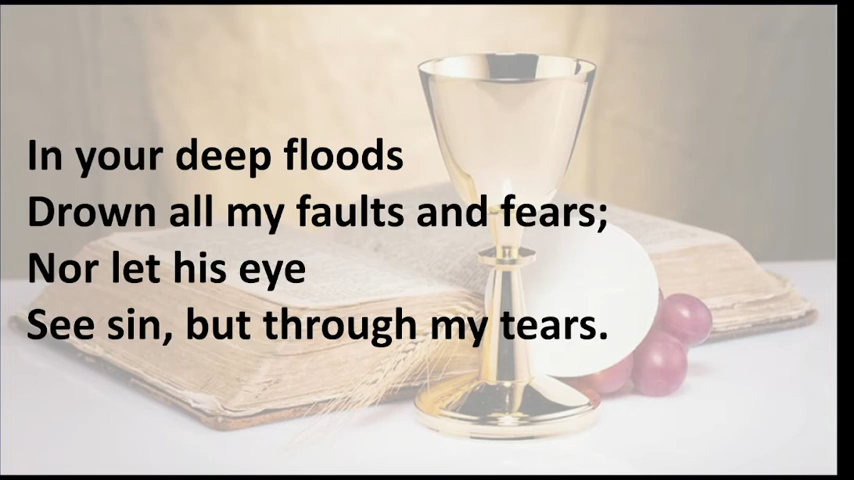 In your deep floods
Drown all my faults and fears;
Nor let his eye
See sin, but through my tears.